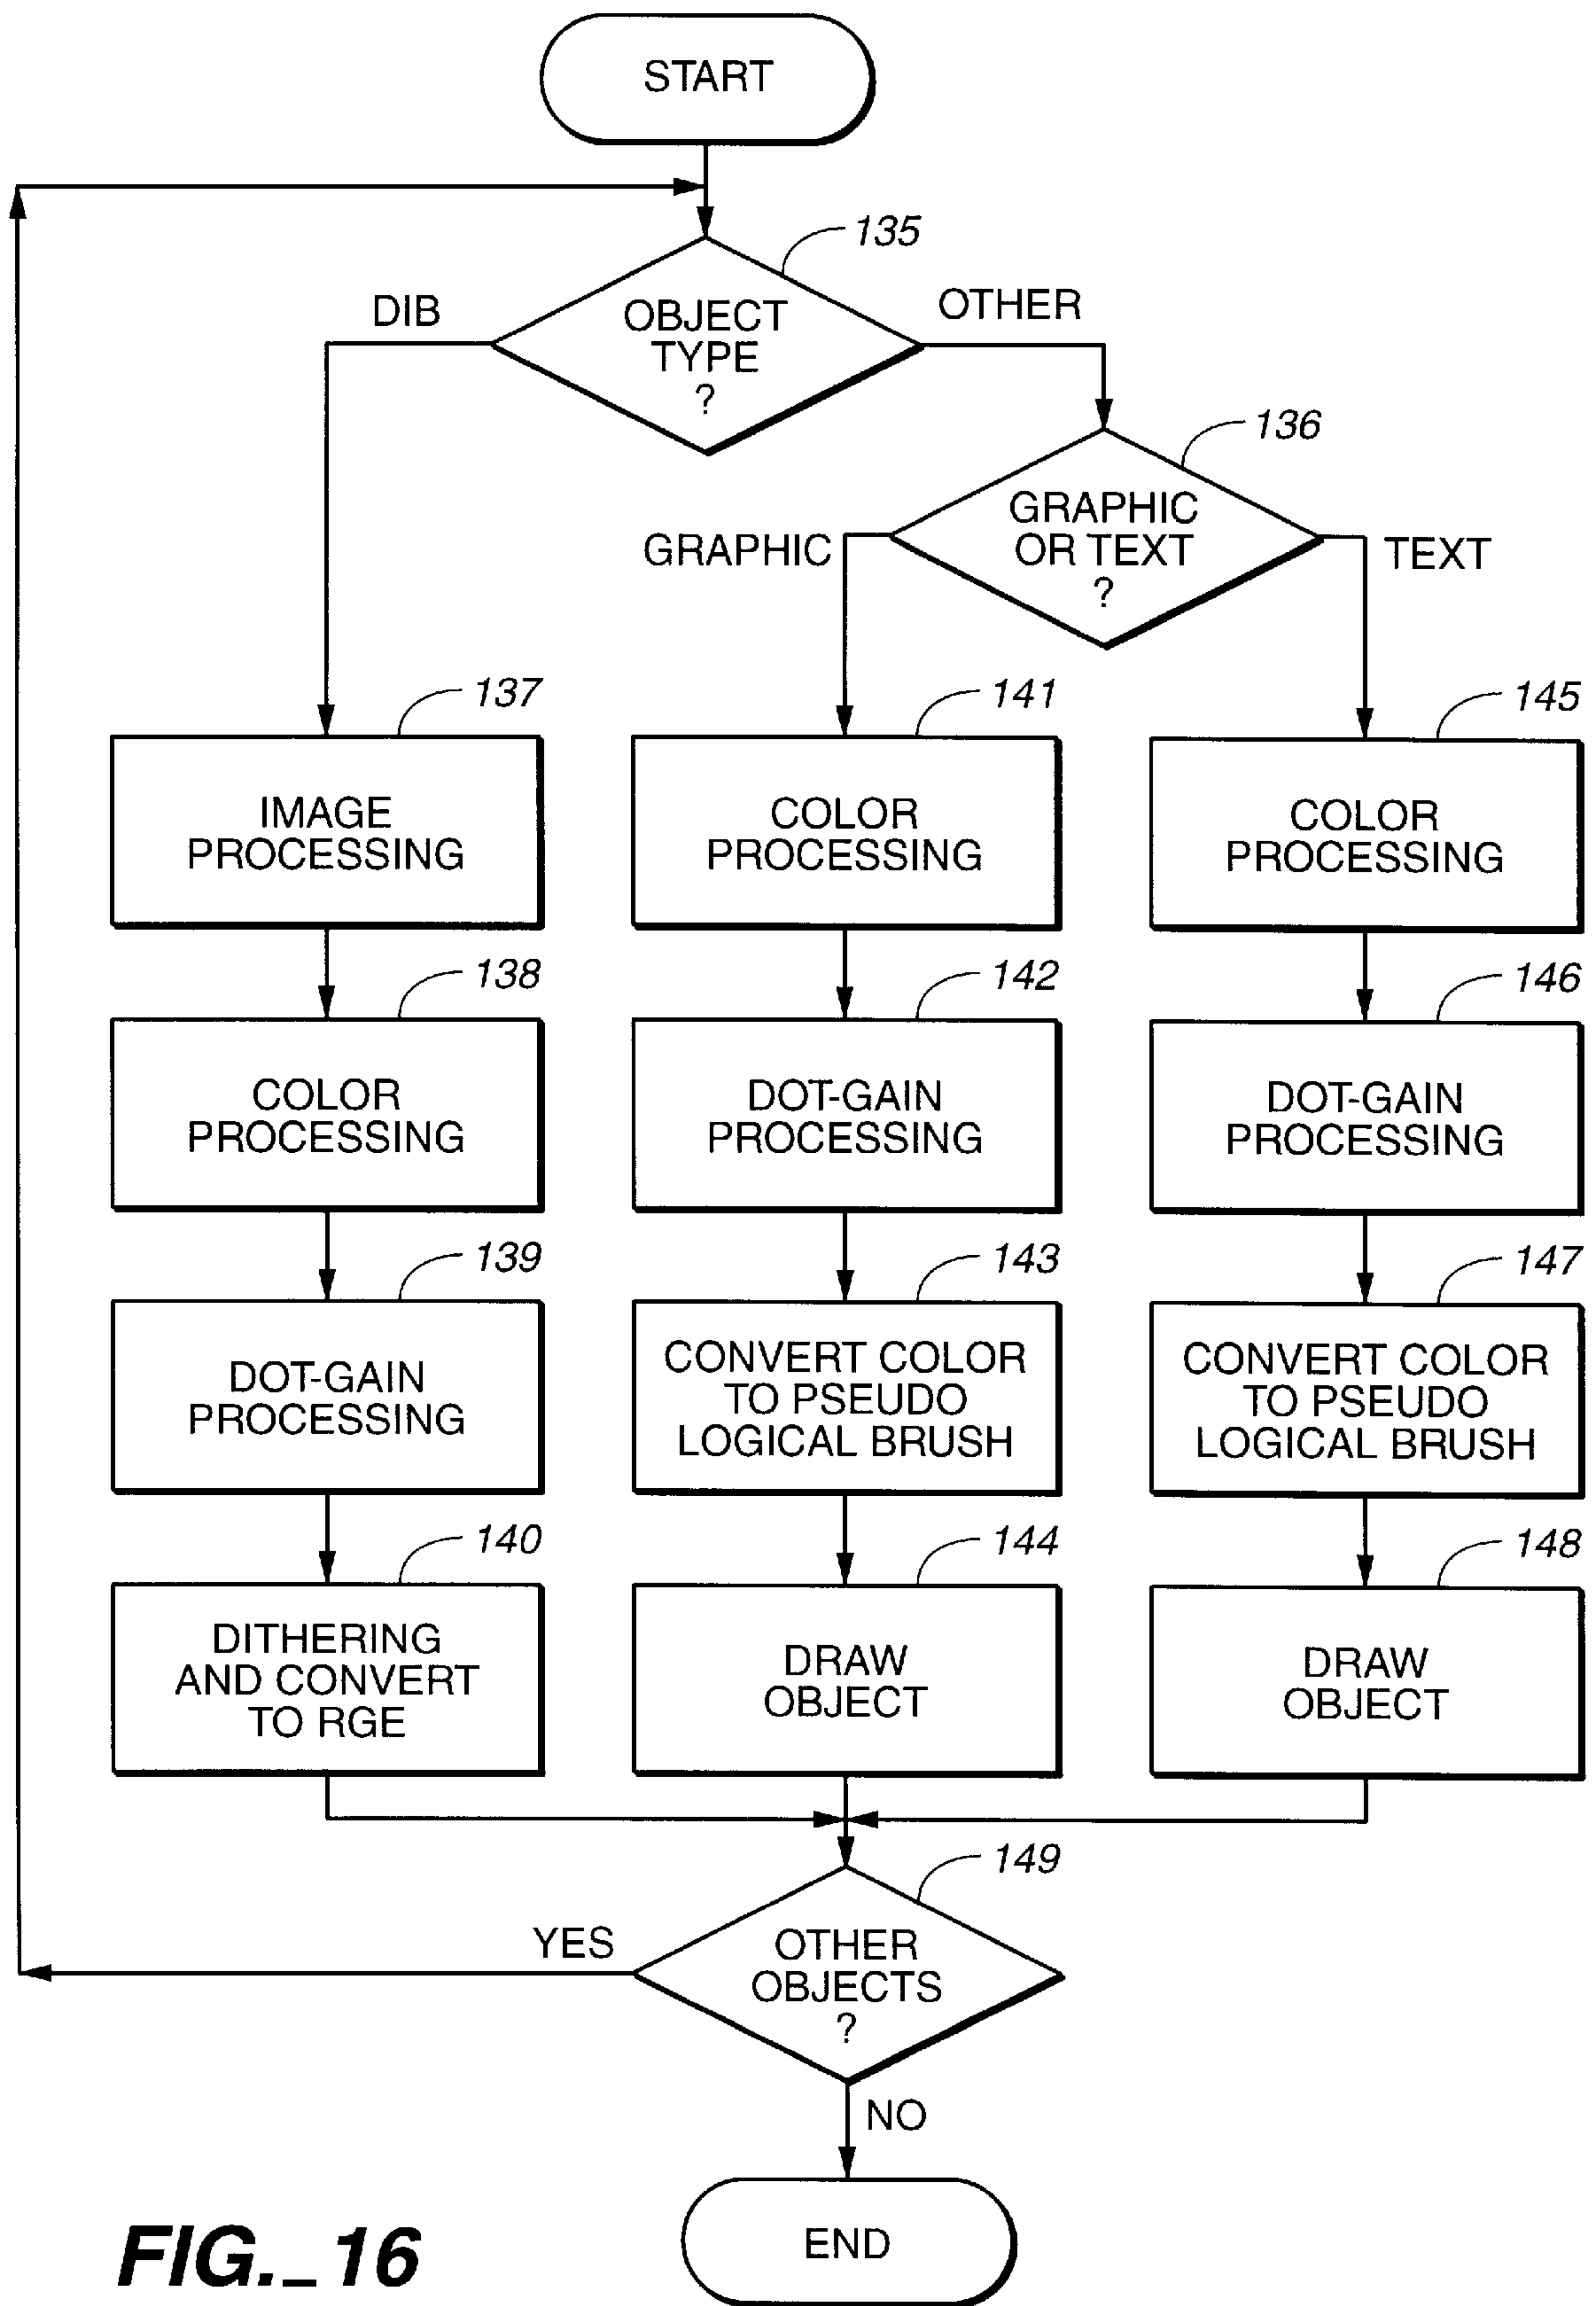 START
135
DIB
OBJECT
TYPE
?
OTHER
136
GRAPHIC
GRAPHIC
OR TEXT
?
TEXT
137
IMAGE
PROCESSING
141
COLOR
PROCESSING
145
COLOR
PROCESSING
138
COLOR
PROCESSING
142
DOT-GAIN
PROCESSING
146
DOT-GAIN
PROCESSING
139
DOT-GAIN
PROCESSING
143
CONVERT COLOR
TO PSEUDO
LOGICAL BRUSH
147
CONVERT COLOR
TO PSEUDO
LOGICAL BRUSH
140
DITHERING
AND CONVERT
TO RGE
144
DRAW
OBJECT
148
DRAW
OBJECT
149
YES
OTHER
OBJECTS
?
NO
END
FIG._16